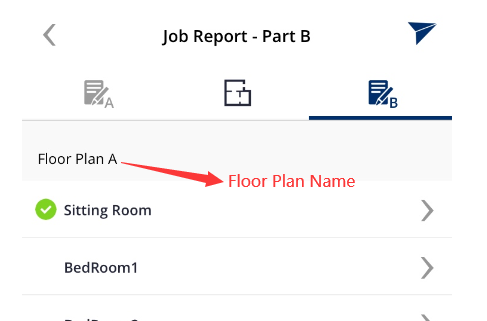 Job Report - Part B
A
B
Floor Plan A
Floor Plan Name
Sitting Room
BedRoom1